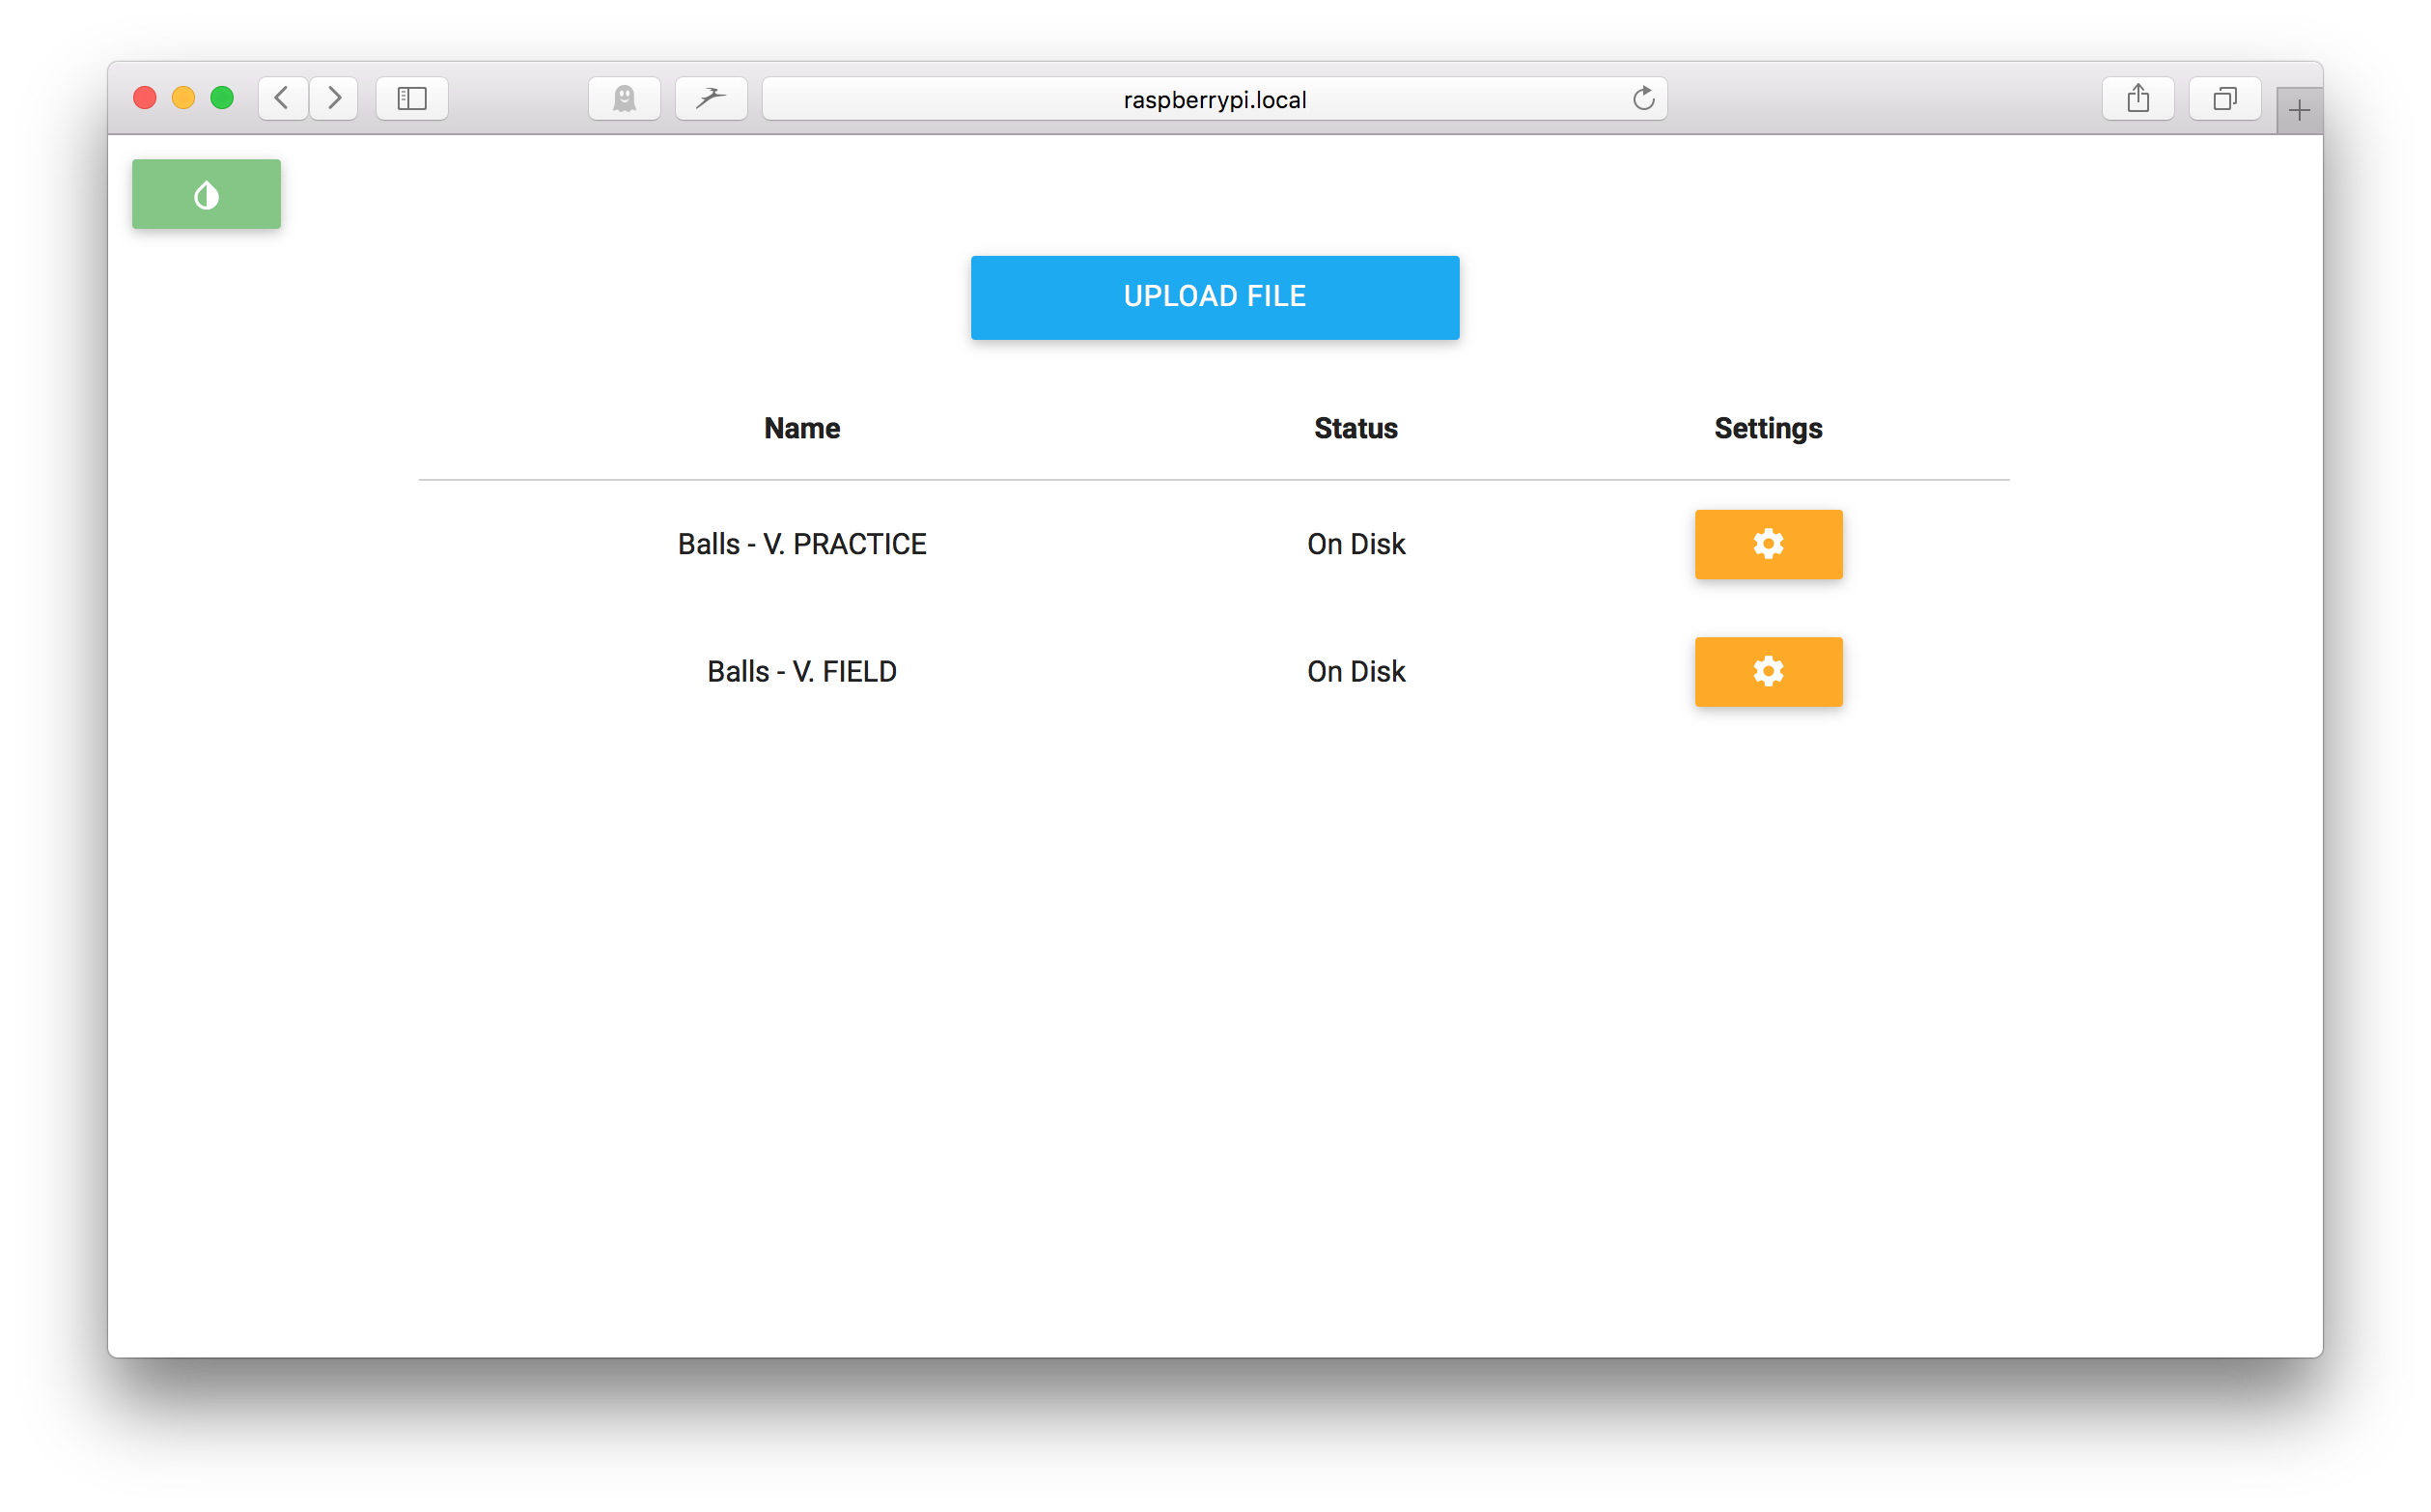 raspberrypi.local
UPLOAD FILE
Name Status Settings
Balls - V. PRACTICE On Disk
Balls - V. FIELD On Disk